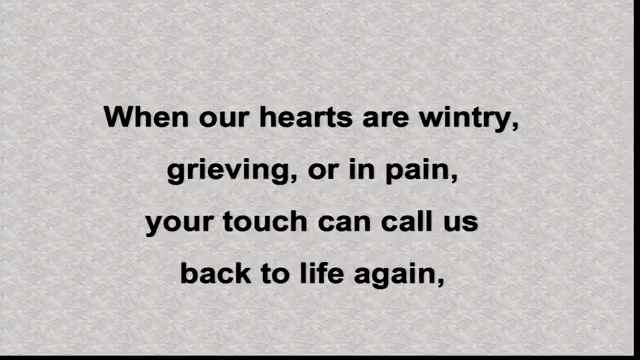 When our hearts are wintry,
grieving, or in pain,
your touch can call us
back to life again,